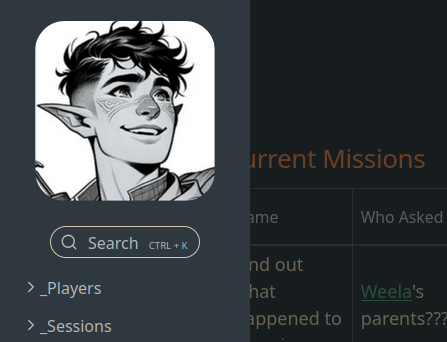 urrent Missions
Search CTRL + K
ame
Who Asked
_Players
_Sessions
nd out
hat
appened to
Weela's
parents???